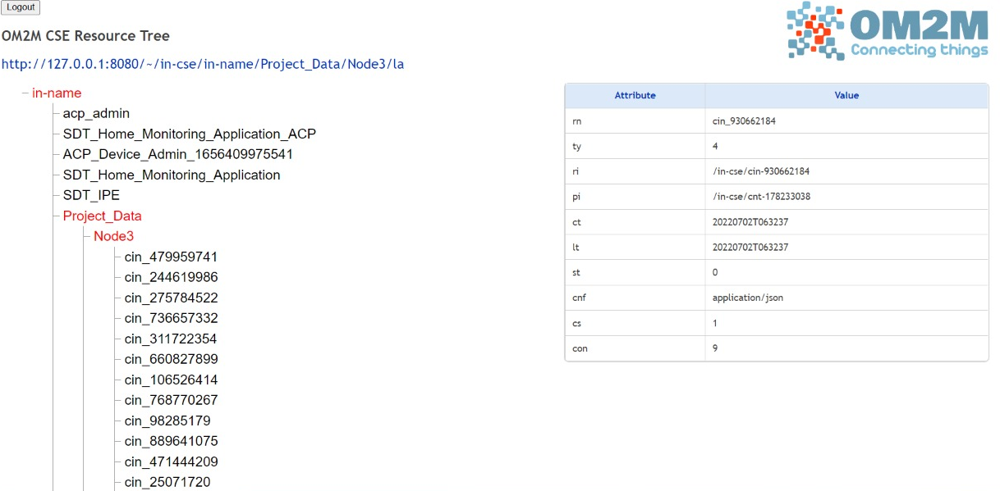 Logout
OM2M
Connecting things
OM2M CSE Resource Tree
http://127.0.0.1:8080/~/in-cse/in-name/Project_Data/Node3/la
in-name
acp_admin
SDT_Home_Monitoring_Application_ACP
ACP_Device_Admin_1656409975541
SDT_Home_Monitoring_Application
SDT_IPE
Project_Data
Node3
cin_479959741
cin_244619986
cin_275784522
cin_736657332
cin_311722354
cin_660827899
cin_106526414
cin_768770267
cin_98285179
cin_889641075
cin_471444209
cin_25071720
Attribute Value
rn cin_930662184
ty 4
ri /in-cse/cin-930662184
pi /in-cse/cnt-178233038
ct 20220702T063237
lt 20220702T063237
st 0
cnf application/json
cs 1
con 9